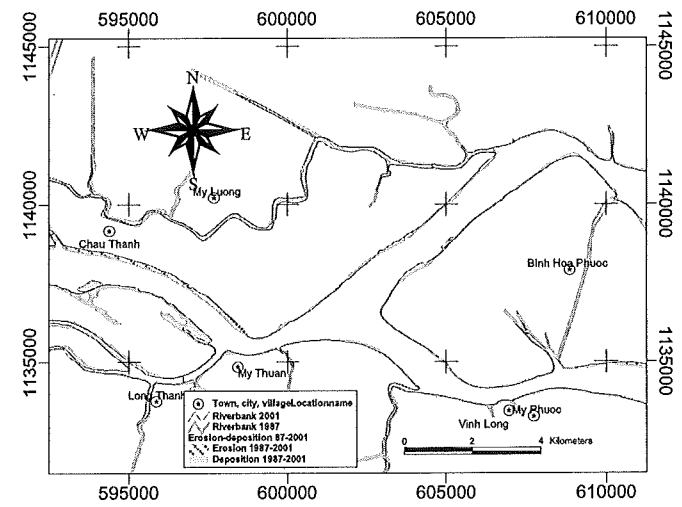 595000 600000 605000 610000
1145000 1145000
N
W E
S
My Luong
1140000 1140000
Chau Thanh
Binh Hoa Phuoc
1135000 1135000
My Thuan
Long Thanh
Town, city, villageLocationname
Riverbank 2001
Riverbank 1987
Erosion-deposition 87-2001
Erosion 1987-2001
Deposition 1987-2001
My Phuoc
Vinh Long
0 2 4 Kilometers
595000 600000 605000 610000